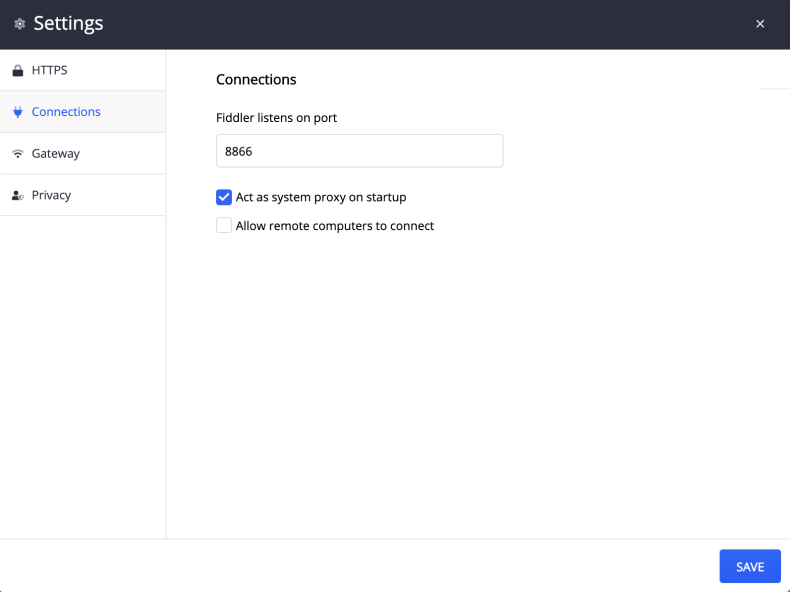 Settings
HTTPS
Connections
Gateway
Privacy
Connections
Fiddler listens on port
8866
Act as system proxy on startup
Allow remote computers to connect
SAVE